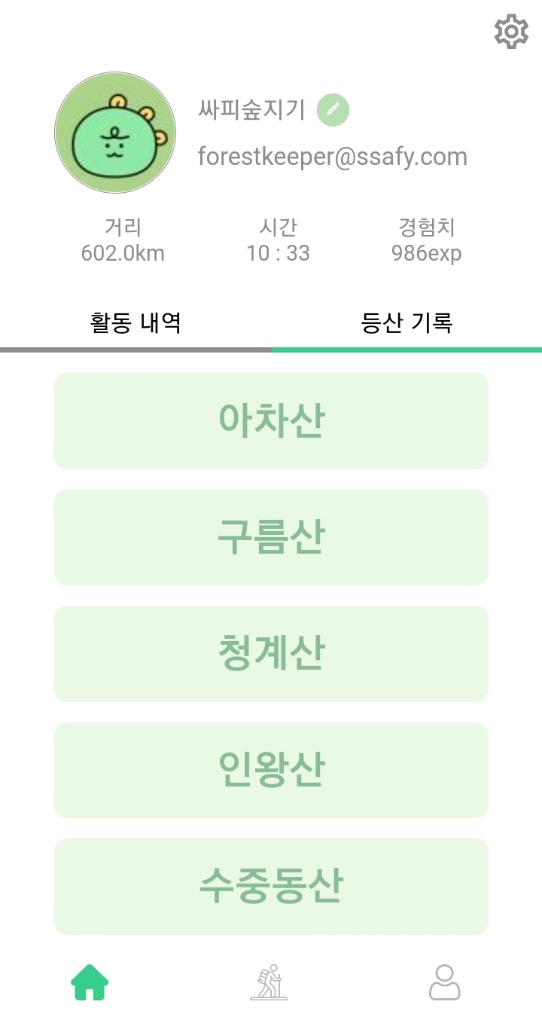 싸피숲지기
forestkeeper@ssafy.com
거리 시간 경험치
602.0km 10 : 33 986exp
활동 내역 등산 기록
아차산
구름산
청계산
인왕산
수중동산